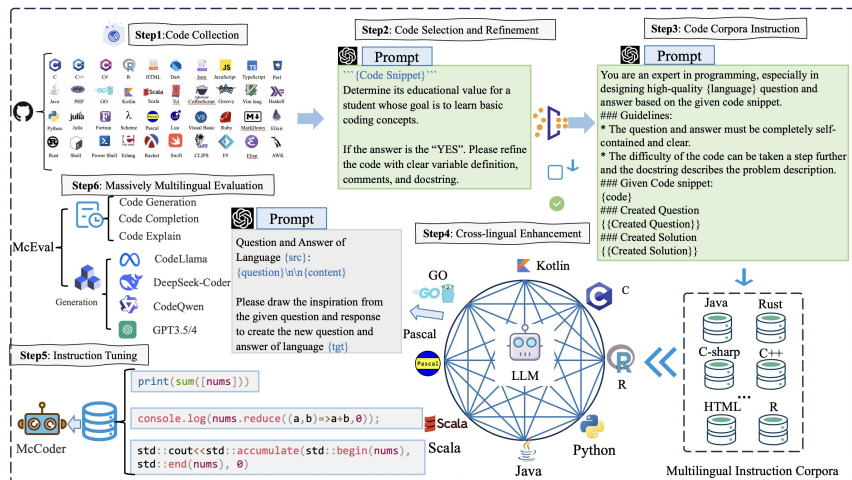 Step1:Code Collection
C C++ C# R HTML Dart Json JavaScript TypeScript Perl
Java PHP GO Kotlin Scala Tcl CoffeeScript Groovy Vim lang Haskell
Python Julia Fortran Scheme Pascal Lua Visual Basic Ruby MarkDown Elixir
Rust Shell Power Shell Erlang Racket Swift CLIPS F# Elisp AWK
Step2: Code Selection and Refinement
Prompt
```{Code Snippet}```
Determine its educational value for a
student whose goal is to learn basic
coding concepts.
If the answer is the “YES”. Please refine
the code with clear variable definition,
comments, and docstring.
Step3: Code Corpora Instruction
Prompt
You are an expert in programming, especially in
designing high-quality {language} question and
answer based on the given code snippet.
### Guidelines:
* The question and answer must be completely self-
contained and clear.
* The difficulty of the code can be taken a step further
and the docstring describes the problem description.
### Given Code snippet:
{code}
### Created Question
{{Created Question}}
### Created Solution
{{Created Solution}}
Step6: Massively Multilingual Evaluation
McEval
Code Generation
Code Completion
Code Explain
Generation
CodeLlama
DeepSeek-Coder
CodeQwen
GPT3.5/4
Prompt
Question and Answer of
Language {src}:
{question}\n\n{content}
Please draw the inspiration from
the given question and response
to create the new question and
answer of language {tgt}
Step4: Cross-lingual Enhancement
Kotlin
GO
GO
C
C
Pascal
Pascal
LLM
R
R
Scala
Scala
Python
Java
Java
Rust
C-sharp
C++
...
HTML
R
Multilingual Instruction Corpora
Step5: Instruction Tuning
McCoder
print(sum([nums]))
console.log(nums.reduce((a,b)=>a+b,0));
std::cout<<std::accumulate(std::begin(nums),
std::end(nums), 0)